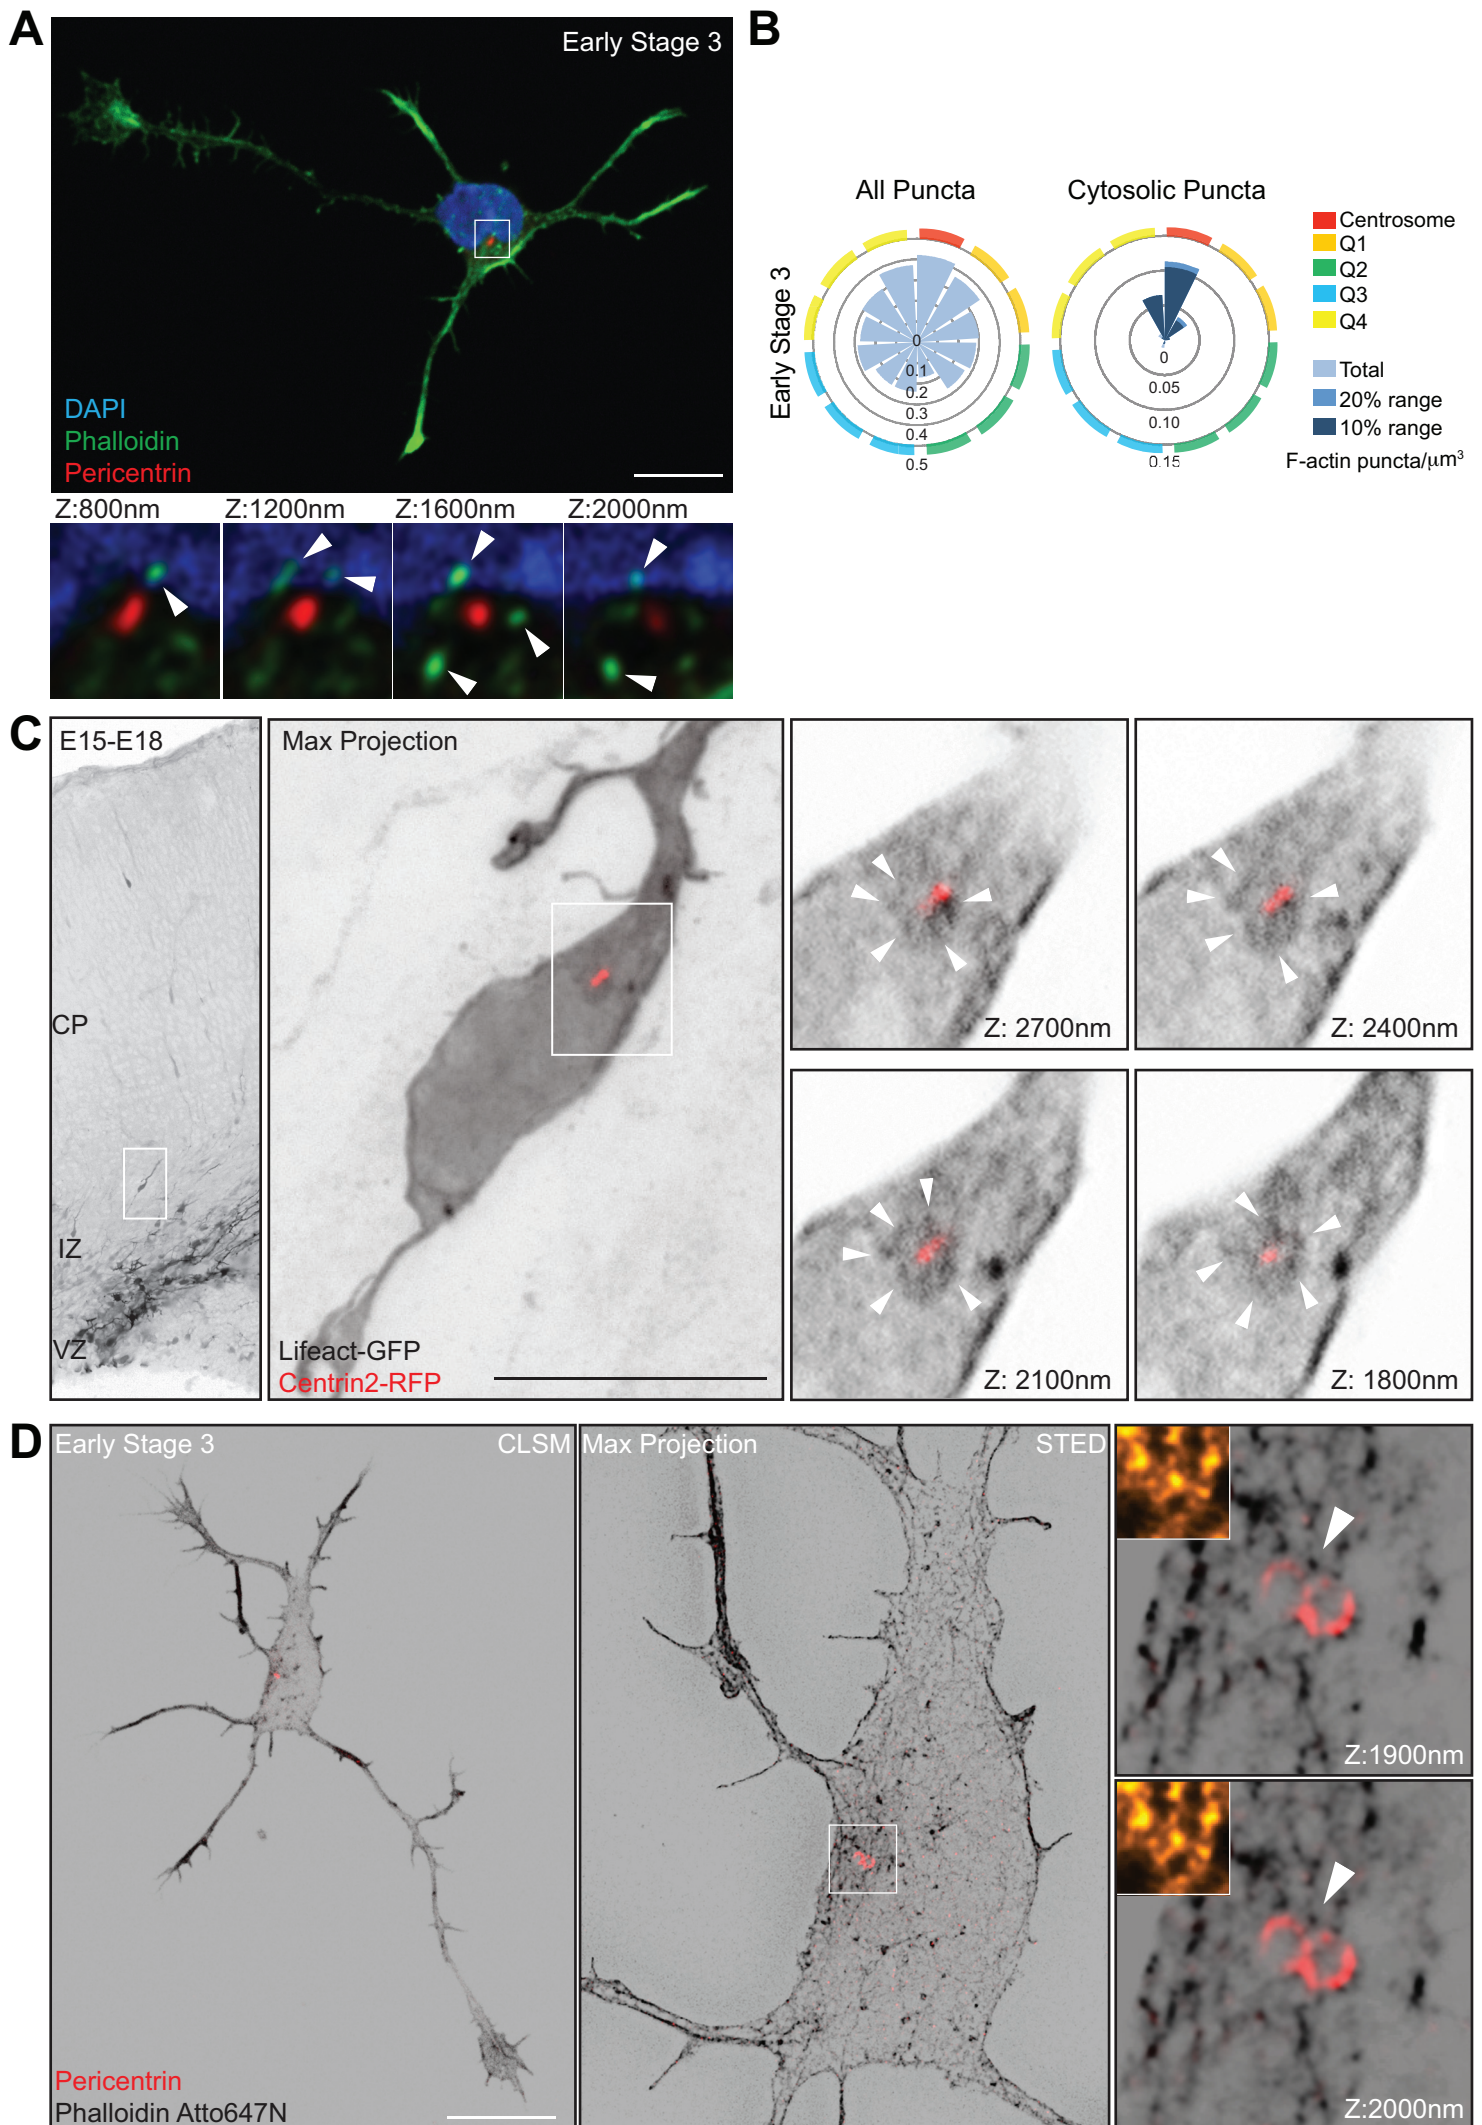 A
Early Stage 3
DAPI
Phalloidin
Pericentrin
Z:800nm
Z:1200nm
Z:1600nm
Z:2000nm
B
All Puncta
Cytosolic Puncta
Early Stage 3
0
0.1
0.2
0.3
0.4
0.5
0
0.05
0.10
0.15
Centrosome
Q1
Q2
Q3
Q4
Total
20% range
10% range
F-actin puncta/µm³
C
E15-E18
CP
IZ
VZ
Max Projection
Lifeact-GFP
Centrin2-RFP
Z: 2700nm
Z: 2400nm
Z: 2100nm
Z: 1800nm
D
Early Stage 3
CLSM
Pericentrin
Phalloidin Atto647N
Max Projection
STED
Z:1900nm
Z:2000nm